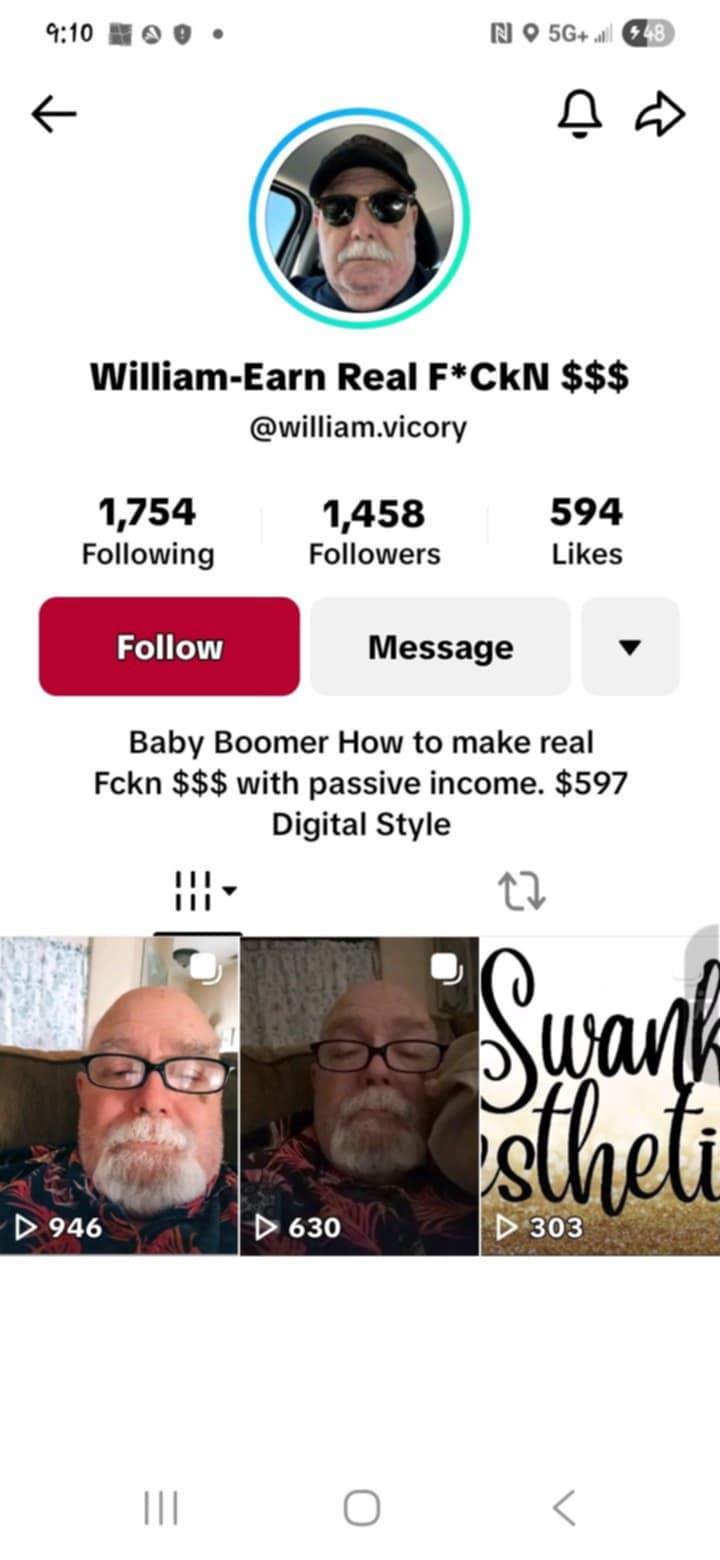 9:10
5G+
48
William-Earn Real F*CkN $$$
@william.vicory
1,754
Following
1,458
Followers
594
Likes
Follow
Message
Baby Boomer How to make real
Fckn $$$ with passive income. $597
Digital Style
946
630
Swank
stheti
303